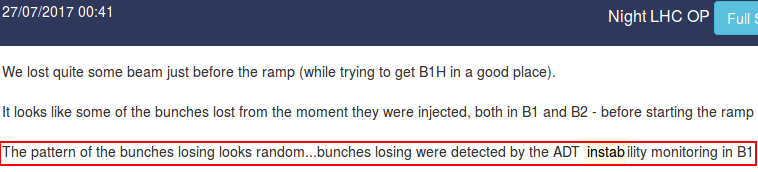 27/07/2017 00:41
Night LHC OP
Full
We lost quite some beam just before the ramp (while trying to get B1H in a good place).
It looks like some of the bunches lost from the moment they were injected, both in B1 and B2 - before starting the ramp
The pattern of the bunches losing looks random...bunches losing were detected by the ADT instability monitoring in B1